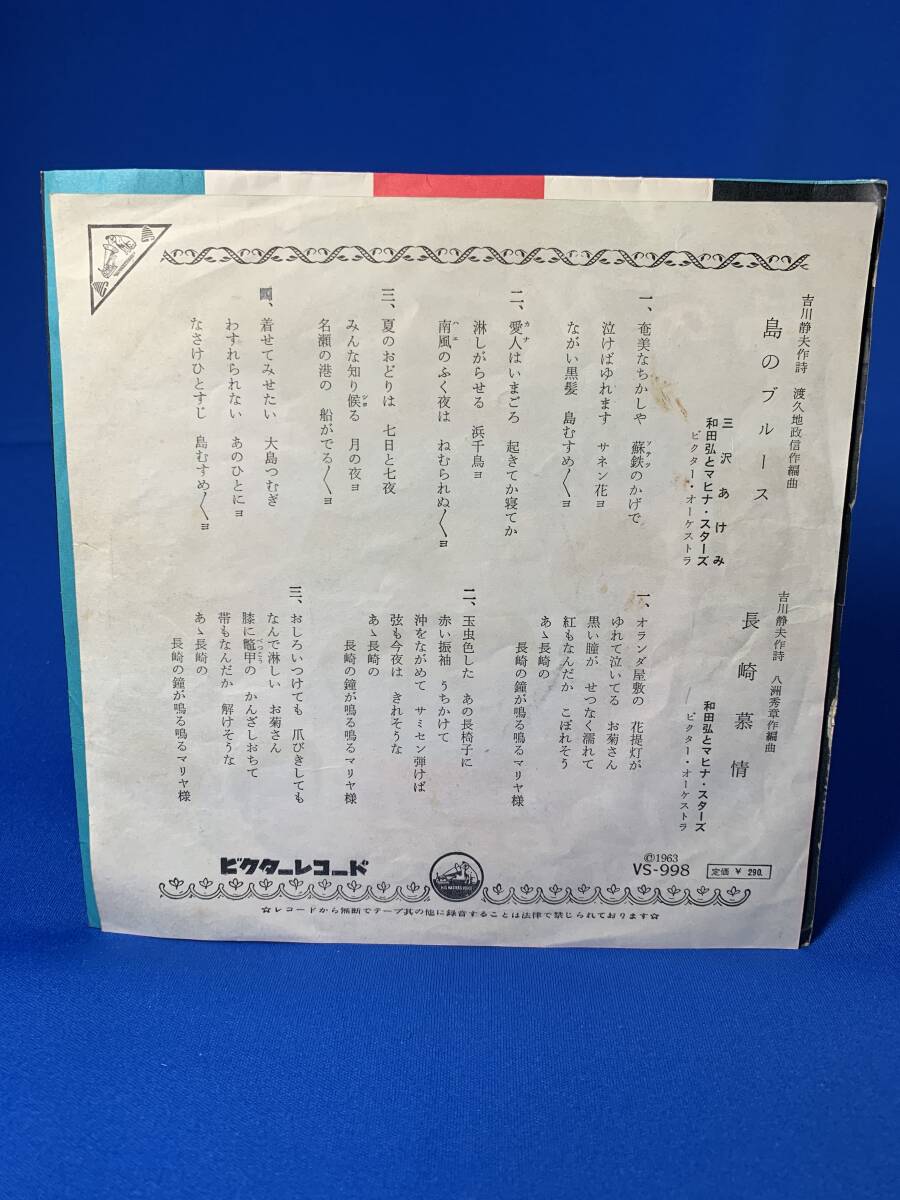 吉川静夫作詩 渡久地政信作編曲
島のブルース
三沢あけみ
和田弘とマヒナ・スターズ
ビクター・オーケストラ
一、奄美なちかしゃ 蘇鉄のかげで
ソテツ
泣けばゆれます サネン花ヨ
ながい黒髪 島むすめ〱ヨ
二、愛人はいまごろ 起きてか寝てか
カナ
淋しがらせる 浜千鳥ヨ
南風のふく夜は ねむられぬ〱ヨ
ハエ
三、夏のおどりは 七日と七夜
みんな知り候る 月の夜ヨ
ショ
名瀬の港の 船がでる〱ヨ
四、着せてみせたい 大島つむぎ
わすれられない あのひとにヨ
なさけひとすじ 島むすめ〱ヨ
吉川静夫作詩 八洲秀章作編曲
長崎慕情
和田弘とマヒナ・スターズ
ビクター・オーケストラ
一、オランダ屋敷の 花提灯が
ゆれて泣いてる お菊さん
黒い瞳が せつなく濡れて
紅もなんだか こぼれそう
あゝ長崎の
長崎の鐘が鳴る鳴るマリヤ様
二、玉虫色した あの長椅子に
赤い振袖 うちかけて
沖をながめて サミセン弾けば
弦も今夜は きれそうな
あゝ長崎の
長崎の鐘が鳴る鳴るマリヤ様
三、おしろいつけても 爪びきしても
なんで淋しい お菊さん
膝に鼈甲の かんざしおちて
べっこう
帯もなんだか 解けそうな
あゝ長崎の
長崎の鐘が鳴る鳴るマリヤ様
ビクターレコード
HIS MASTER'S VOICE
©1963
VS-998 定価 ¥ 290.
☆レコードから無断でテープ其の他に録音することは法律で禁じられております☆